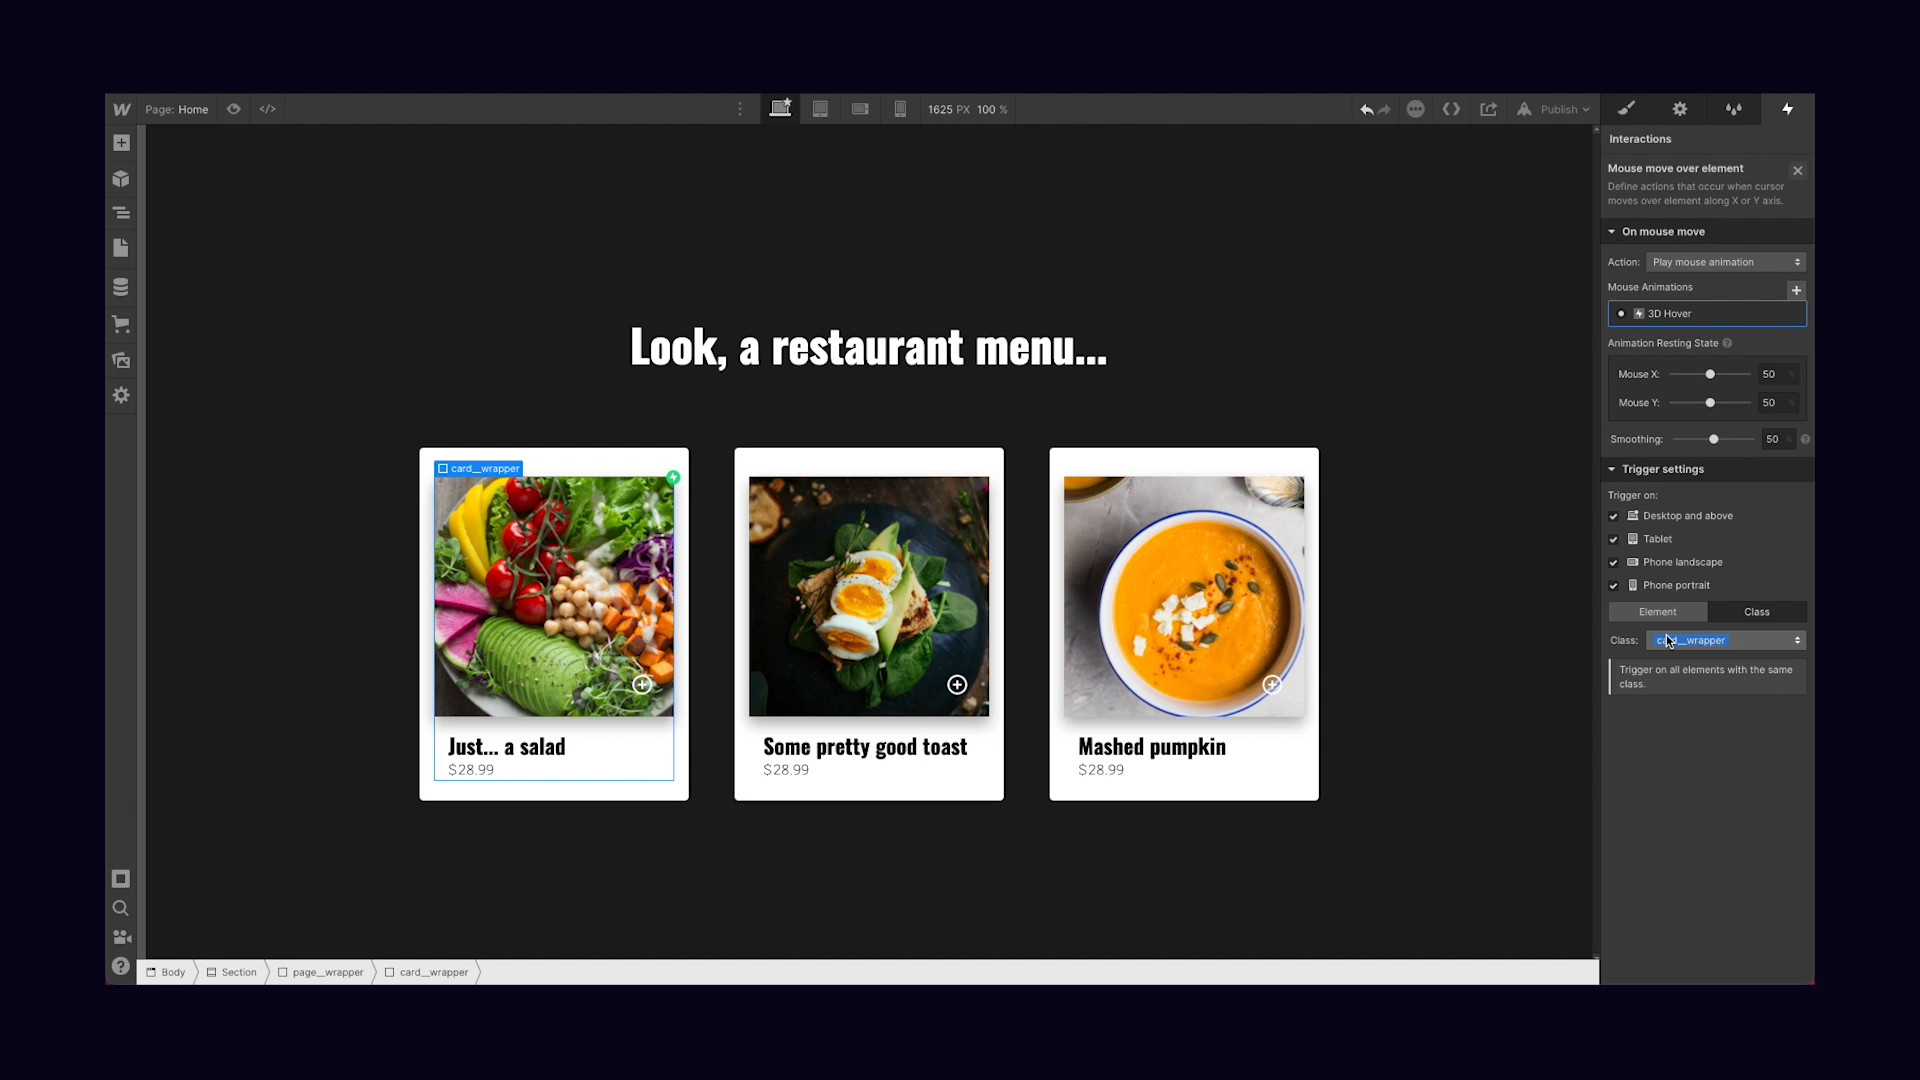 Page: Home
1625 PX 100 %
Publish
Interactions
Mouse move over element
Define actions that occur when cursor
moves over element along X or Y axis.
On mouse move
Action: Play mouse animation
Mouse Animations
3D Hover
Animation Resting State
Mouse X: 50 %
Mouse Y: 50 %
Smoothing: 50 %
Trigger settings
Trigger on:
Desktop and above
Tablet
Phone landscape
Phone portrait
Element Class
Class: card__wrapper
Trigger on all elements with the same
class.
Look, a restaurant menu...
card__wrapper
Just... a salad
$28.99
Some pretty good toast
$28.99
Mashed pumpkin
$28.99
Body Section page__wrapper card__wrapper